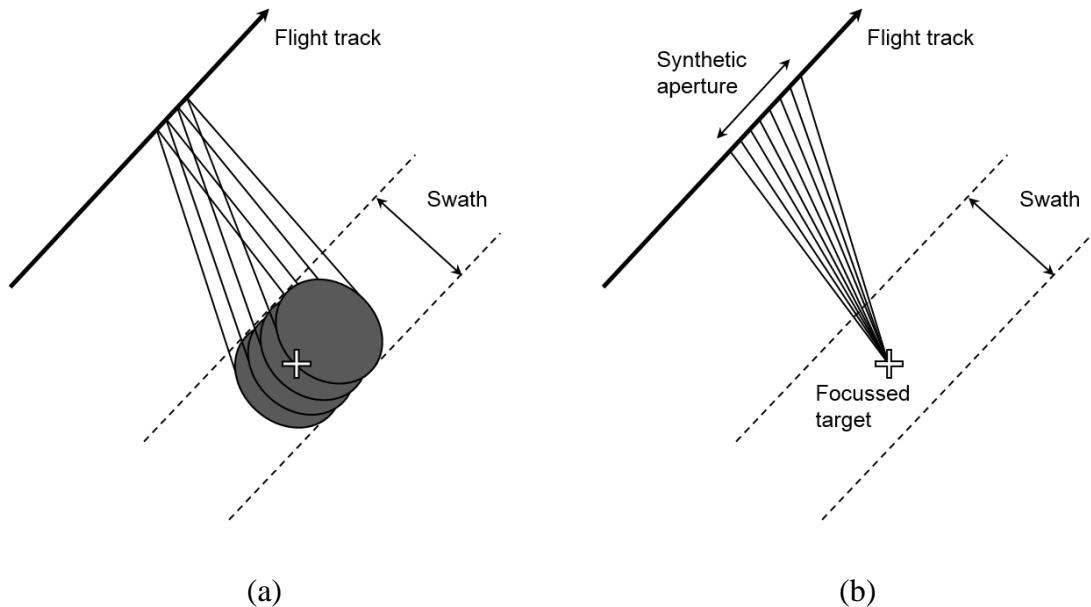 Flight track
Swath
(a)
Flight track
Synthetic
aperture
Swath
Focussed
target
(b)